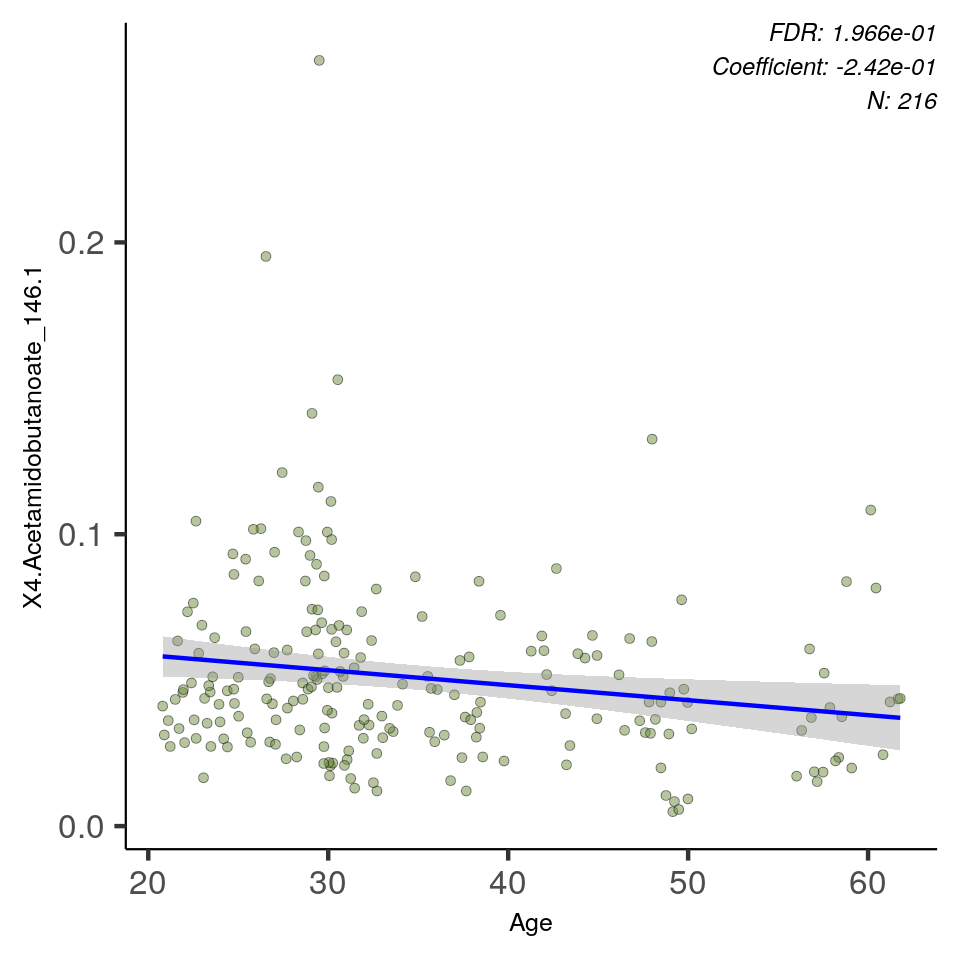 FDR: 1.966e-01
Coefficient: -2.42e-01
N: 216
X4.Acetamidobutanoate_146.1
0.2
0.1
0.0
20 30 40 50 60
Age